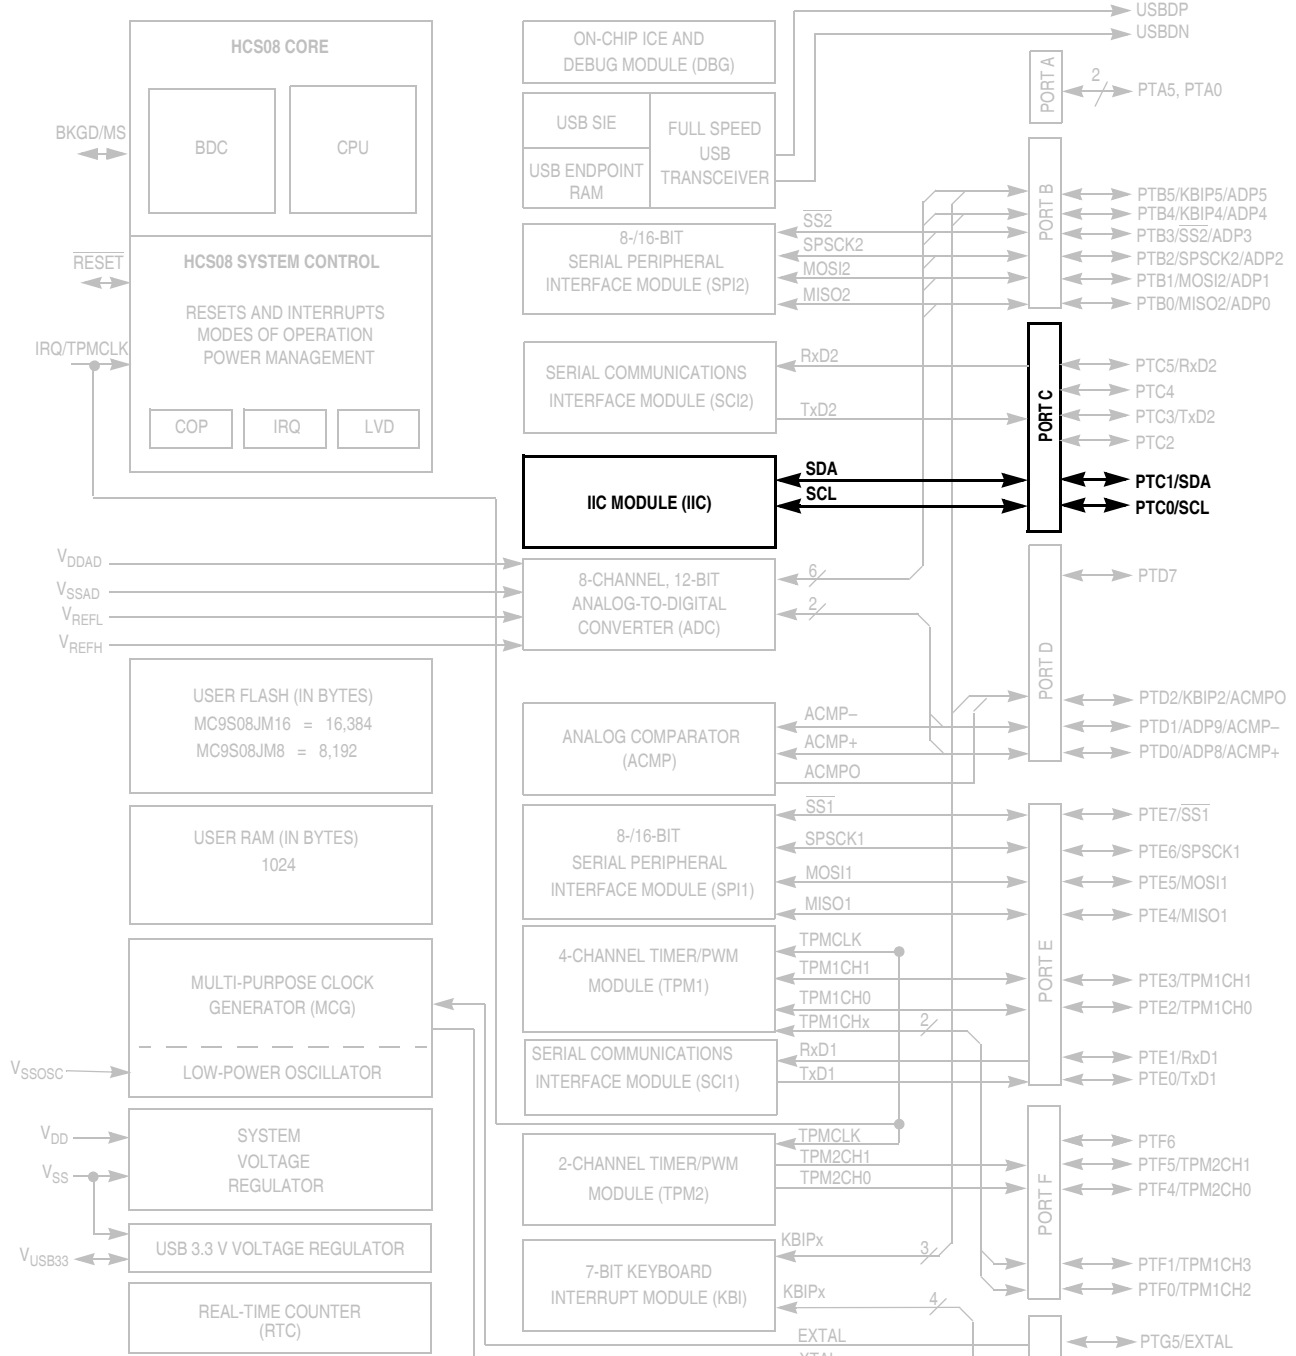 HCS08 CORE
BDC
CPU
BKGD/MS
RESET
HCS08 SYSTEM CONTROL
RESETS AND INTERRUPTS
MODES OF OPERATION
POWER MANAGEMENT
IRQ/TPMCLK
COP
IRQ
LVD
VDDAD
VSSAD
VREFL
VREFH
USER FLASH (IN BYTES)
MC9S08JM16 = 16,384
MC9S08JM8 = 8,192
USER RAM (IN BYTES)
1024
MULTI-PURPOSE CLOCK
GENERATOR (MCG)
LOW-POWER OSCILLATOR
VSSOSC
VDD
VSS
SYSTEM
VOLTAGE
REGULATOR
VUSB33
USB 3.3 V VOLTAGE REGULATOR
REAL-TIME COUNTER
(RTC)
ON-CHIP ICE AND
DEBUG MODULE (DBG)
USB SIE
USB ENDPOINT
RAM
FULL SPEED
USB
TRANSCEIVER
8-/16-BIT
SERIAL PERIPHERAL
INTERFACE MODULE (SPI2)
SS2
SPSCK2
MOSI2
MISO2
SERIAL COMMUNICATIONS
INTERFACE MODULE (SCI2)
RxD2
TxD2
IIC MODULE (IIC)
SDA
SCL
8-CHANNEL, 12-BIT
ANALOG-TO-DIGITAL
CONVERTER (ADC)
6
2
ANALOG COMPARATOR
(ACMP)
ACMP–
ACMP+
ACMPO
8-/16-BIT
SERIAL PERIPHERAL
INTERFACE MODULE (SPI1)
SS1
SPSCK1
MOSI1
MISO1
4-CHANNEL TIMER/PWM
MODULE (TPM1)
TPMCLK
TPM1CH1
TPM1CH0
TPM1CHx
2
SERIAL COMMUNICATIONS
INTERFACE MODULE (SCI1)
RxD1
TxD1
2-CHANNEL TIMER/PWM
MODULE (TPM2)
TPMCLK
TPM2CH1
TPM2CH0
7-BIT KEYBOARD
INTERRUPT MODULE (KBI)
KBIPx
3
KBIPx
4
EXTAL
USBDP
USBDN
PORT A
2
PTA5, PTA0
PORT B
PTB5/KBIP5/ADP5
PTB4/KBIP4/ADP4
PTB3/SS2/ADP3
PTB2/SPSCK2/ADP2
PTB1/MOSI2/ADP1
PTB0/MISO2/ADP0
PORT C
PTC5/RxD2
PTC4
PTC3/TxD2
PTC2
PTC1/SDA
PTC0/SCL
PORT D
PTD7
PTD2/KBIP2/ACMPO
PTD1/ADP9/ACMP–
PTD0/ADP8/ACMP+
PORT E
PTE7/SS1
PTE6/SPSCK1
PTE5/MOSI1
PTE4/MISO1
PTE3/TPM1CH1
PTE2/TPM1CH0
PTE1/RxD1
PTE0/TxD1
PORT F
PTF6
PTF5/TPM2CH1
PTF4/TPM2CH0
PTF1/TPM1CH3
PTF0/TPM1CH2
PTG5/EXTAL